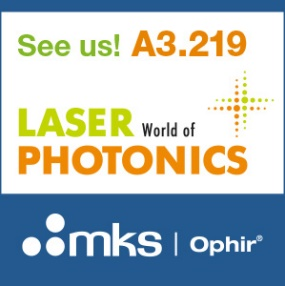 See us! A3.219
LASER World of
PHOTONICS
mks | Ophir®